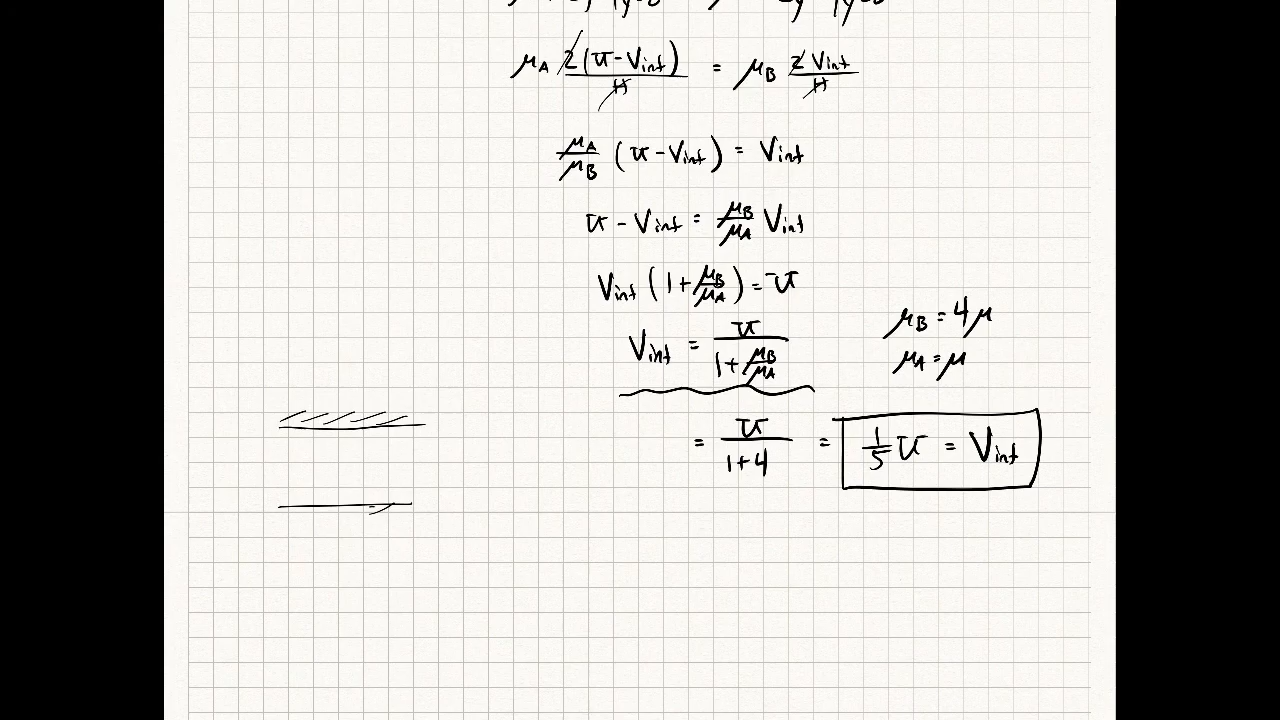 μA 2(U - Vint)/H = μB 2Vint/H
μA/μB (U - Vint) = Vint
U - Vint = μB/μA Vint
Vint (1 + μB/μA) = U
μB = 4μ
Vint = U/(1 + μB/μA)
μA = μ
= U/(1+4) = 1/5 U = Vint